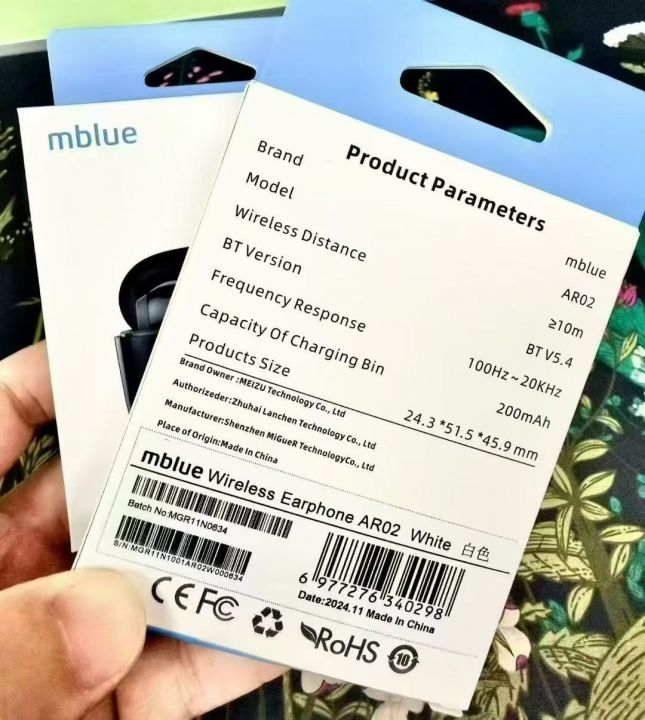 mblue
Product Parameters
Brand mblue
Model AR02
Wireless Distance ≥10m
BT Version BT V5.4
Frequency Response 100Hz~20KHz
Capacity Of Charging Bin 200mAh
Products Size 24.3 *51.5 *45.9 mm
Brand Owner :MEIZU Technology Co., Ltd
Authorizeder:Zhuhai Lanchen Technology Co., Ltd
Manufacturer:Shenzhen MiGueR TechnologyCo., Ltd
Place of Origin:Made In China
mblue Wireless Earphone AR02 White 白色
Batch No:MGR11N0634
S/N:MGR11N1001AR02W000634
6 977276 340298
Date:2024.11 Made In China
CE FC RoHS 10